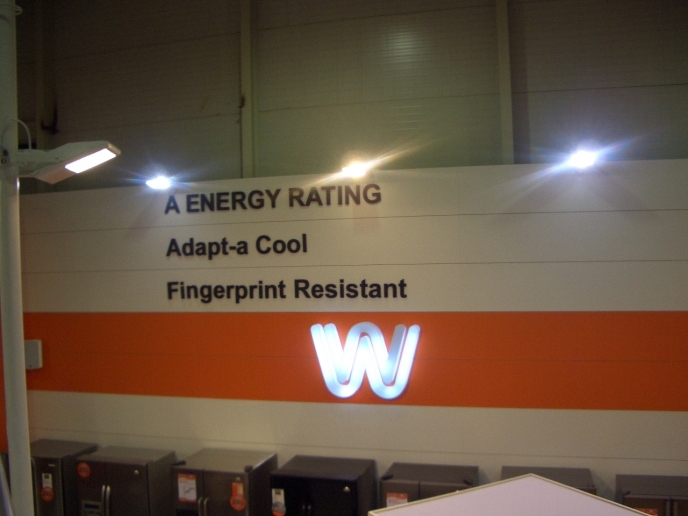 A ENERGY RATING
Adapt-a Cool
Fingerprint Resistant
W